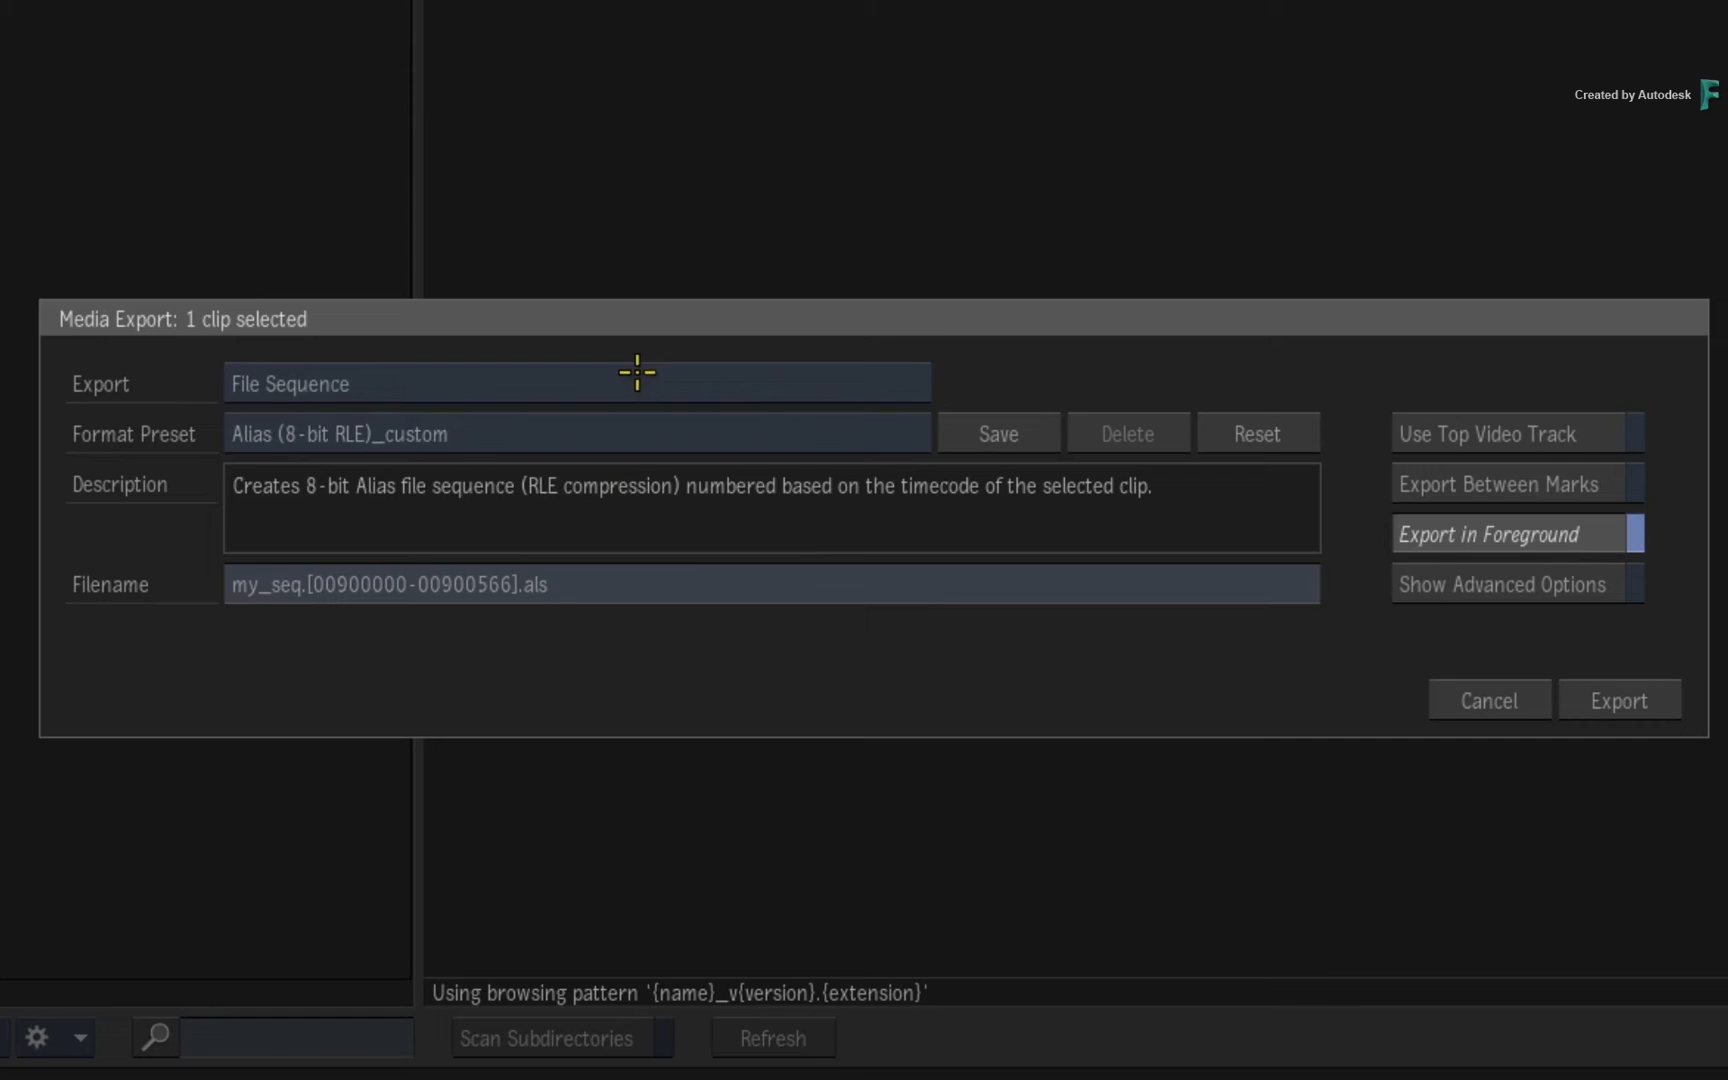 Created by Autodesk
Media Export: 1 clip selected
Export
File Sequence
Format Preset
Alias (8-bit RLE)_custom
Save
Delete
Reset
Use Top Video Track
Description
Creates 8-bit Alias file sequence (RLE compression) numbered based on the timecode of the selected clip.
Export Between Marks
Export in Foreground
Filename
my_seq.[00900000-00900566].als
Show Advanced Options
Cancel
Export
Using browsing pattern '{name}_v{version}.{extension}'
Scan Subdirectories
Refresh